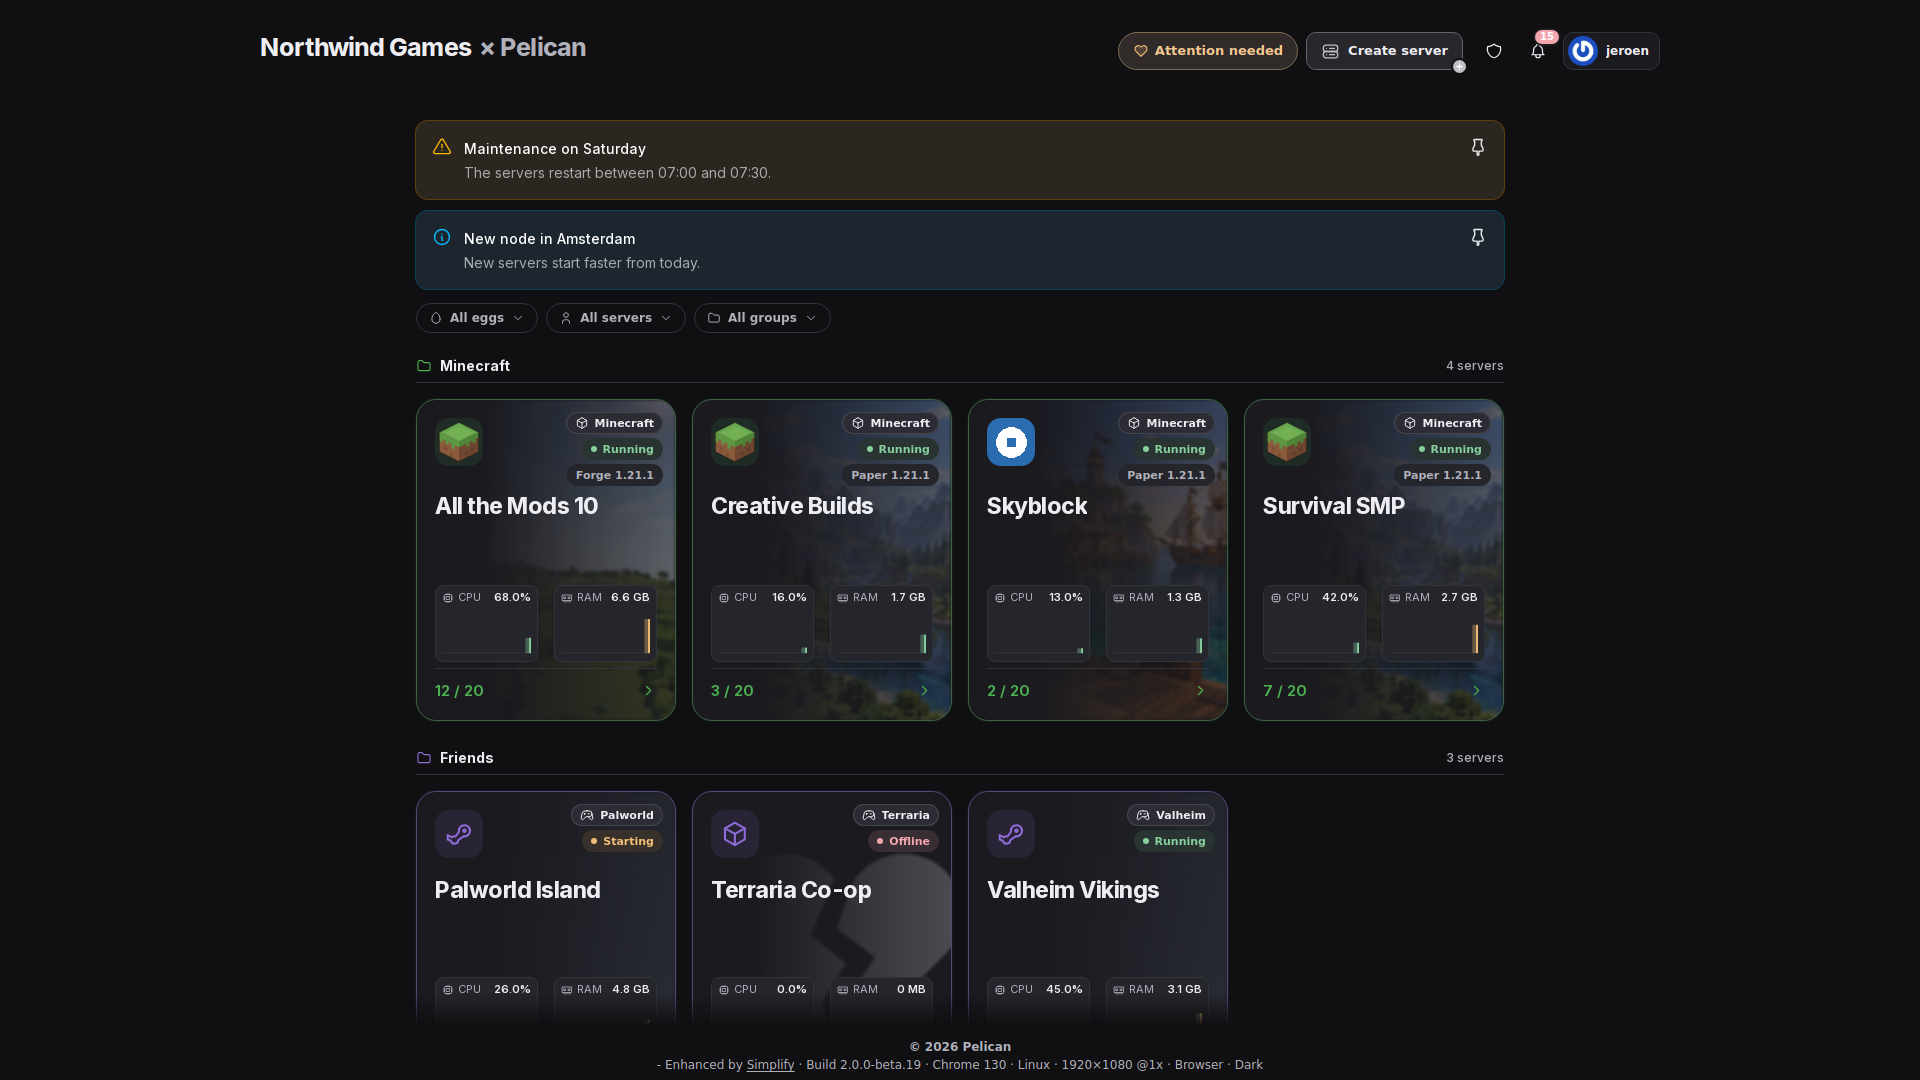 Northwind Games × Pelican
Attention needed
Create server
15
jeroen
Maintenance on Saturday
The servers restart between 07:00 and 07:30.
New node in Amsterdam
New servers start faster from today.
All eggs
All servers
All groups
Minecraft
4 servers
Minecraft
Running
Forge 1.21.1
All the Mods 10
CPU 68.0%
RAM 6.6 GB
12 / 20
Minecraft
Running
Paper 1.21.1
Creative Builds
CPU 16.0%
RAM 1.7 GB
3 / 20
Minecraft
Running
Paper 1.21.1
Skyblock
CPU 13.0%
RAM 1.3 GB
2 / 20
Minecraft
Running
Paper 1.21.1
Survival SMP
CPU 42.0%
RAM 2.7 GB
7 / 20
Friends
3 servers
Palworld
Starting
Palworld Island
CPU 26.0%
RAM 4.8 GB
Terraria
Offline
Terraria Co-op
CPU 0.0%
RAM 0 MB
Valheim
Running
Valheim Vikings
CPU 45.0%
RAM 3.1 GB
© 2026 Pelican
- Enhanced by Simplify · Build 2.0.0-beta.19 · Chrome 130 · Linux · 1920×1080 @1x · Browser · Dark